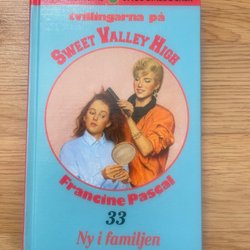 tvillingarna på
SWEET VALLEY HIGH
Francine Pascal
33
Ny i familjen